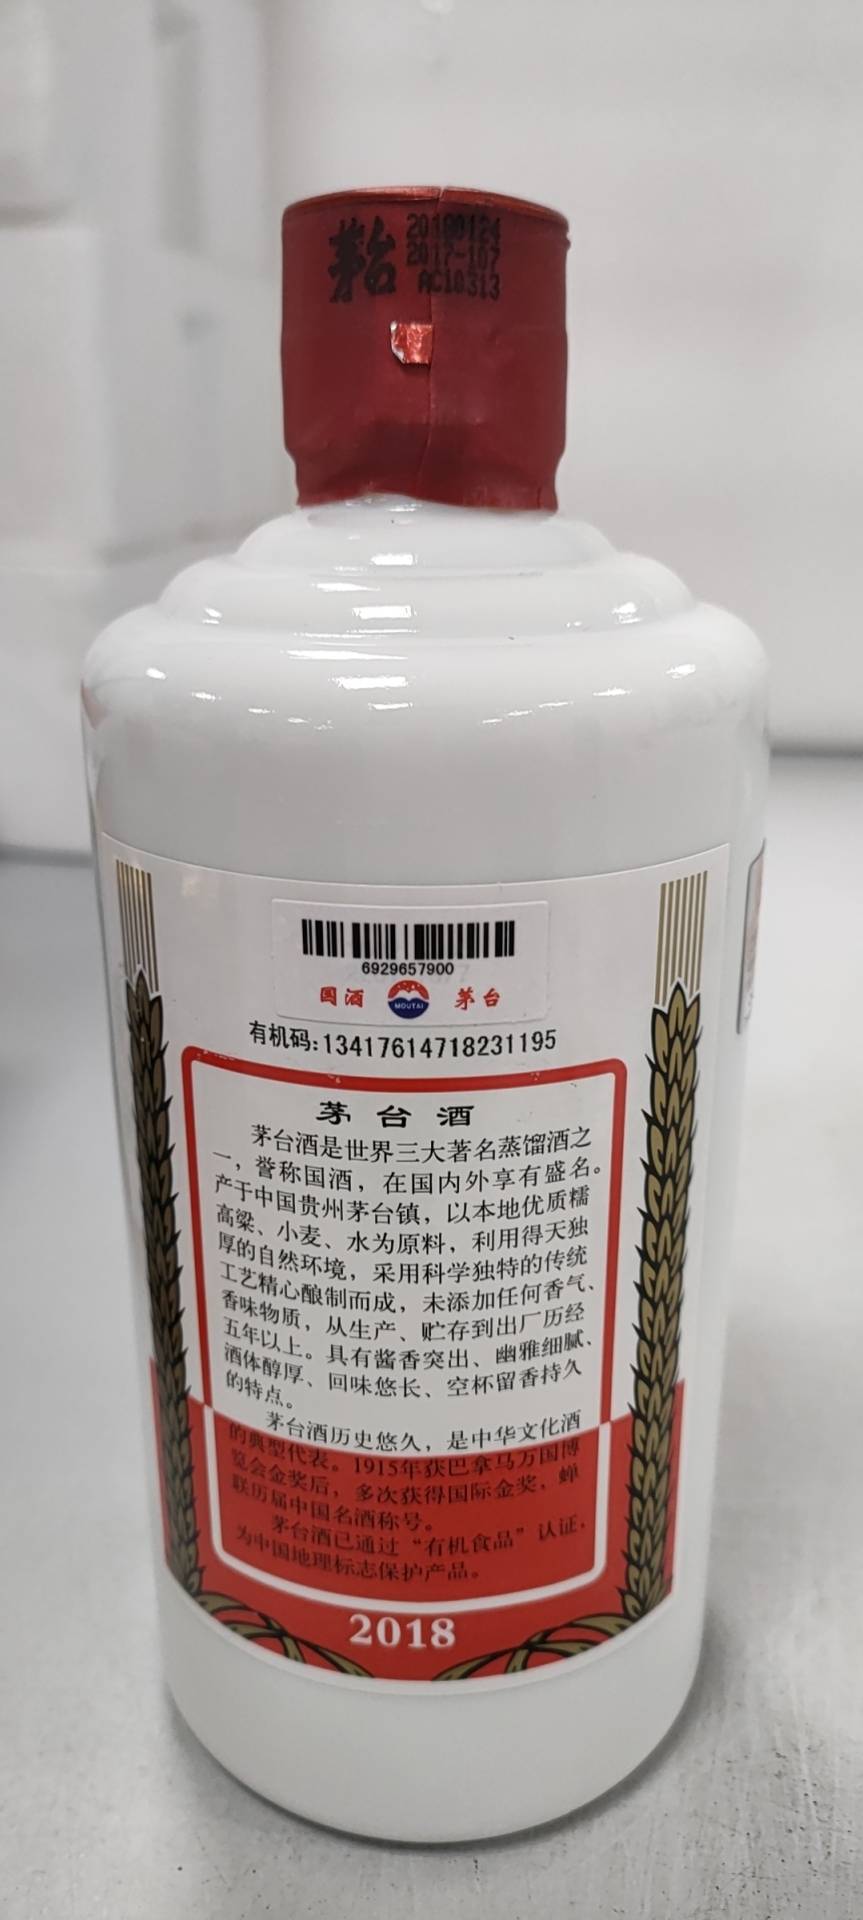 茅台
20180124
2017-107
AC10313
6929657900
国酒 MOUTAI 茅台
有机码:13417614718231195
茅台酒
茅台酒是世界三大著名蒸馏酒之
一，誉称国酒，在国内外享有盛名。
产于中国贵州茅台镇，以本地优质糯
高粱、小麦、水为原料，利用得天独
厚的自然环境，采用科学独特的传统
工艺精心酿制而成，未添加任何香气、
香味物质，从生产、贮存到出厂历经
五年以上。具有酱香突出、幽雅细腻、
酒体醇厚、回味悠长、空杯留香持久
的特点。
茅台酒历史悠久，是中华文化酒
的典型代表。1915年获巴拿马万国博
览会金奖后，多次获得国际金奖，蝉
联历届中国名酒称号。
茅台酒已通过“有机食品”认证，
为中国地理标志保护产品。
2018